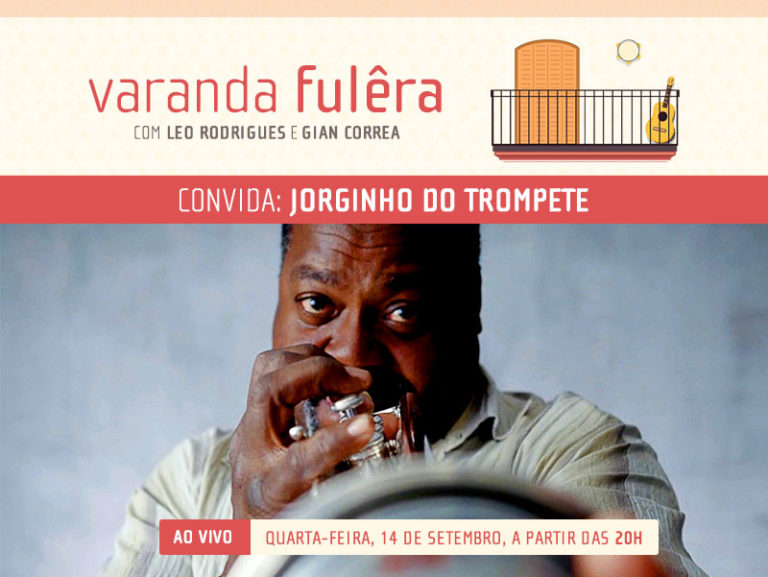 varanda fulêra
COM LEO RODRIGUES E GIAN CORREA
CONVIDA: JORGINHO DO TROMPETE
AO VIVO QUARTA-FEIRA, 14 DE SETEMBRO, A PARTIR DAS 20H